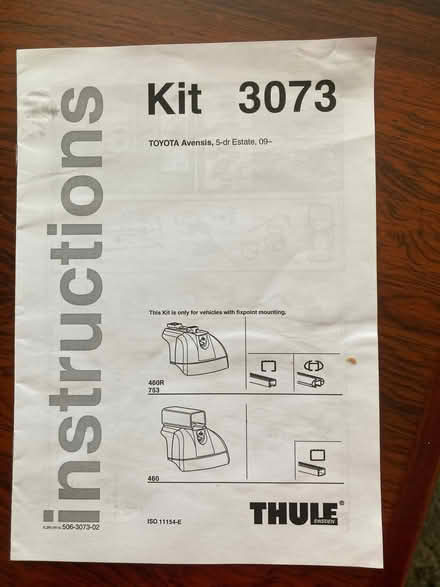 instructions
Kit 3073
TOYOTA Avensis, 5-dr Estate, 09–
This Kit is only for vehicles with fixpoint mounting.
460R
753
460
506-3073-02
ISO 11154-E
THULE®
SWEDEN